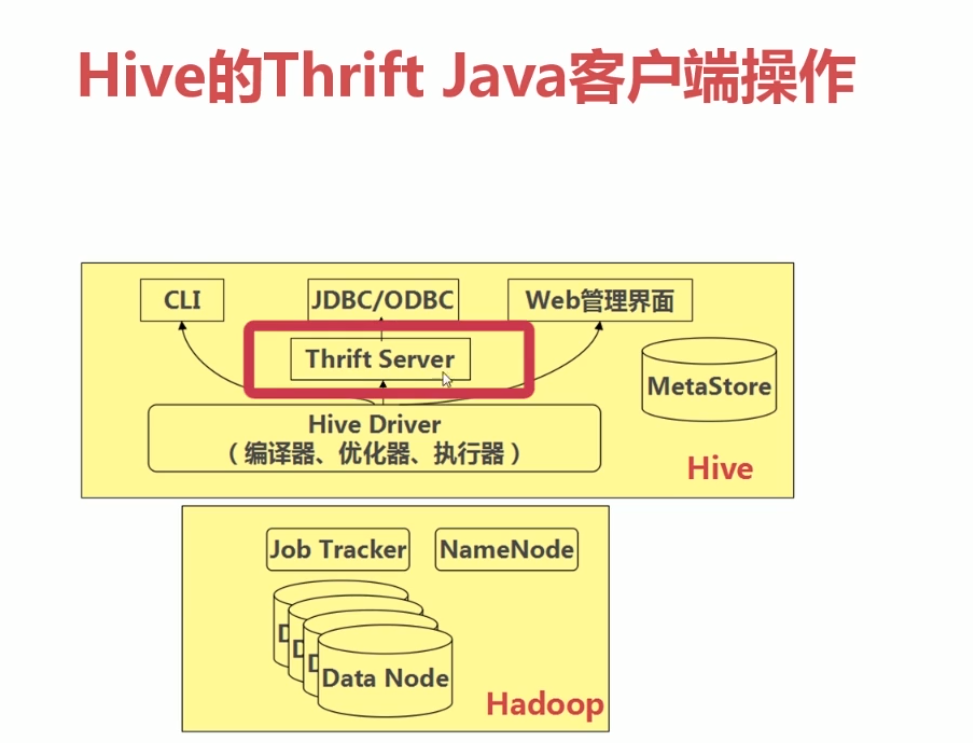 Hive的Thrift Java客户端操作
CLI
JDBC/ODBC
Web管理界面
Thrift Server
MetaStore
Hive Driver
（编译器、优化器、执行器）
Hive
Job Tracker
NameNode
D
D
D
Data Node
Hadoop